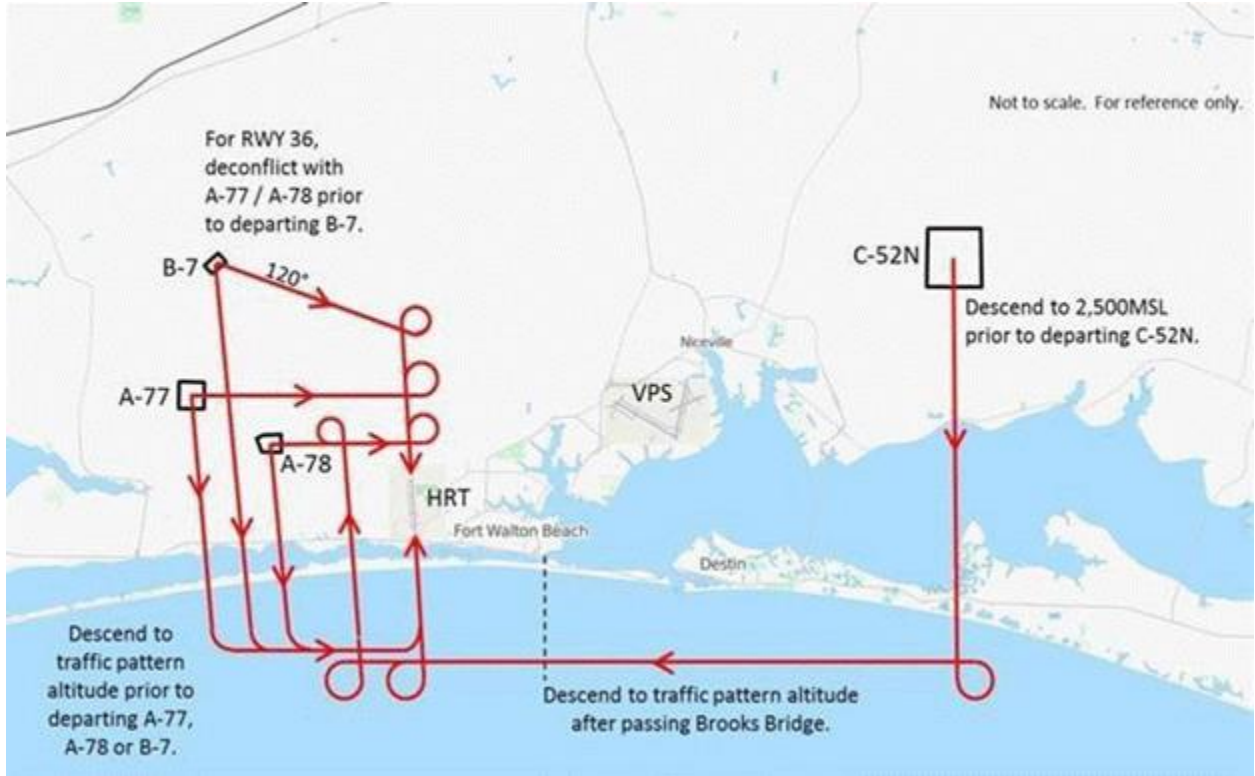 Not to scale. For reference only.
For RWY 36,
deconflict with
A-77 / A-78 prior
to departing B-7.
B-7
120°
C-52N
Descend to 2,500MSL
prior to departing C-52N.
Niceville
A-77
VPS
A-78
HRT
Fort Walton Beach
Destin
Descend to
traffic pattern
altitude prior to
departing A-77,
A-78 or B-7.
Descend to traffic pattern altitude
after passing Brooks Bridge.